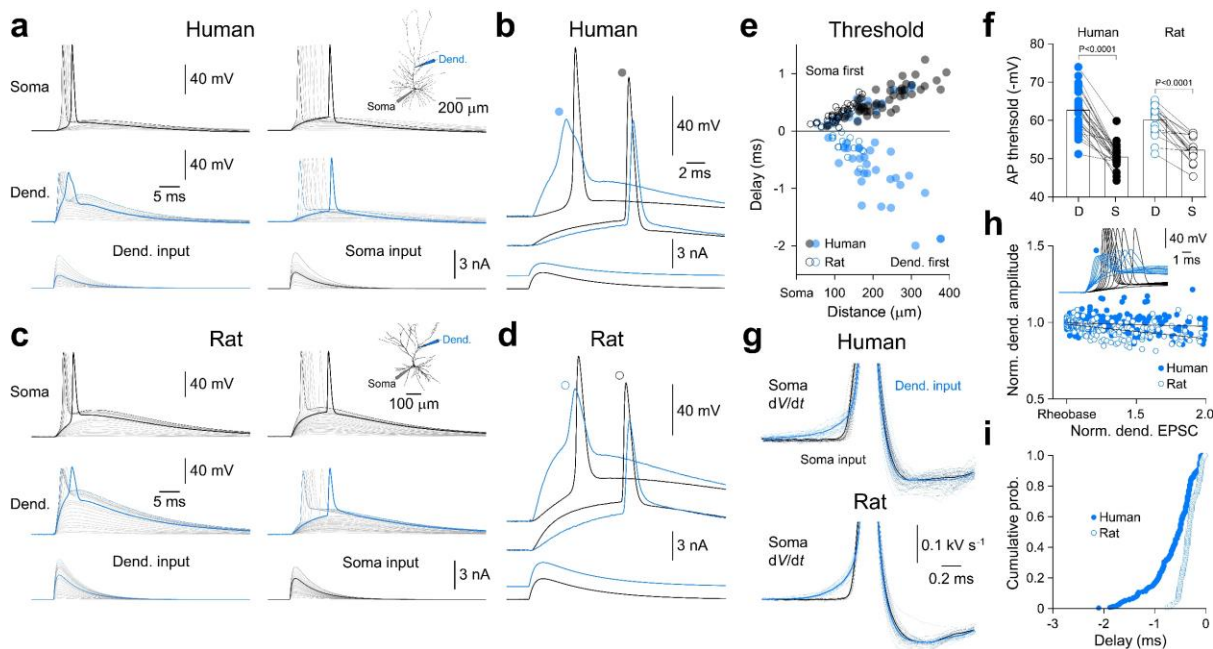 a
Human
40 mV
Soma
Dend.
Soma
200 μm
40 mV
Dend.
5 ms
Dend. input
Soma input
3 nA
b
Human
40 mV
2 ms
3 nA
c
Rat
40 mV
Soma
Dend.
Soma
100 μm
40 mV
Dend.
5 ms
Dend. input
Soma input
3 nA
d
Rat
40 mV
3 nA
e
Threshold
Soma first
1
0
-1
-2
Delay (ms)
Human
Rat
Dend. first
Soma 100 200 300 400
Distance (μm)
f
Human Rat
P<0.0001
P<0.0001
80
70
60
50
40
AP threhsold (-mV)
D S D S
g
Human
Soma
dV/dt
Dend. input
Soma input
Rat
Soma
dV/dt
0.1 kV s⁻¹
0.2 ms
h
1.5
40 mV
1 ms
1.0
Norm. dend. amplitude
Human
Rat
0.5
Rheobase 1.5 2.0
Norm. dend. EPSC
i
1.0
0.8
0.6
0.4
0.2
0
Cumulative prob.
Human
Rat
-3 -2 -1 0
Delay (ms)